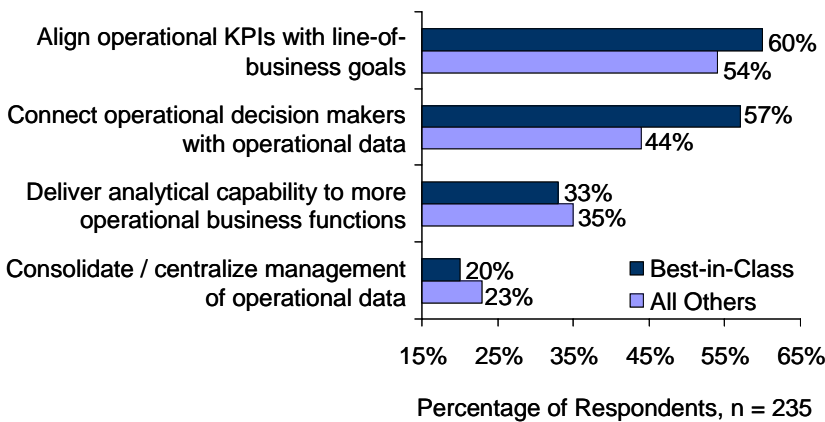 Align operational KPIs with line-of-
business goals
60%
54%
Connect operational decision makers
with operational data
57%
44%
Deliver analytical capability to more
operational business functions
33%
35%
Consolidate / centralize management
of operational data
20%
23%
Best-in-Class
All Others
15% 25% 35% 45% 55% 65%
Percentage of Respondents, n = 235